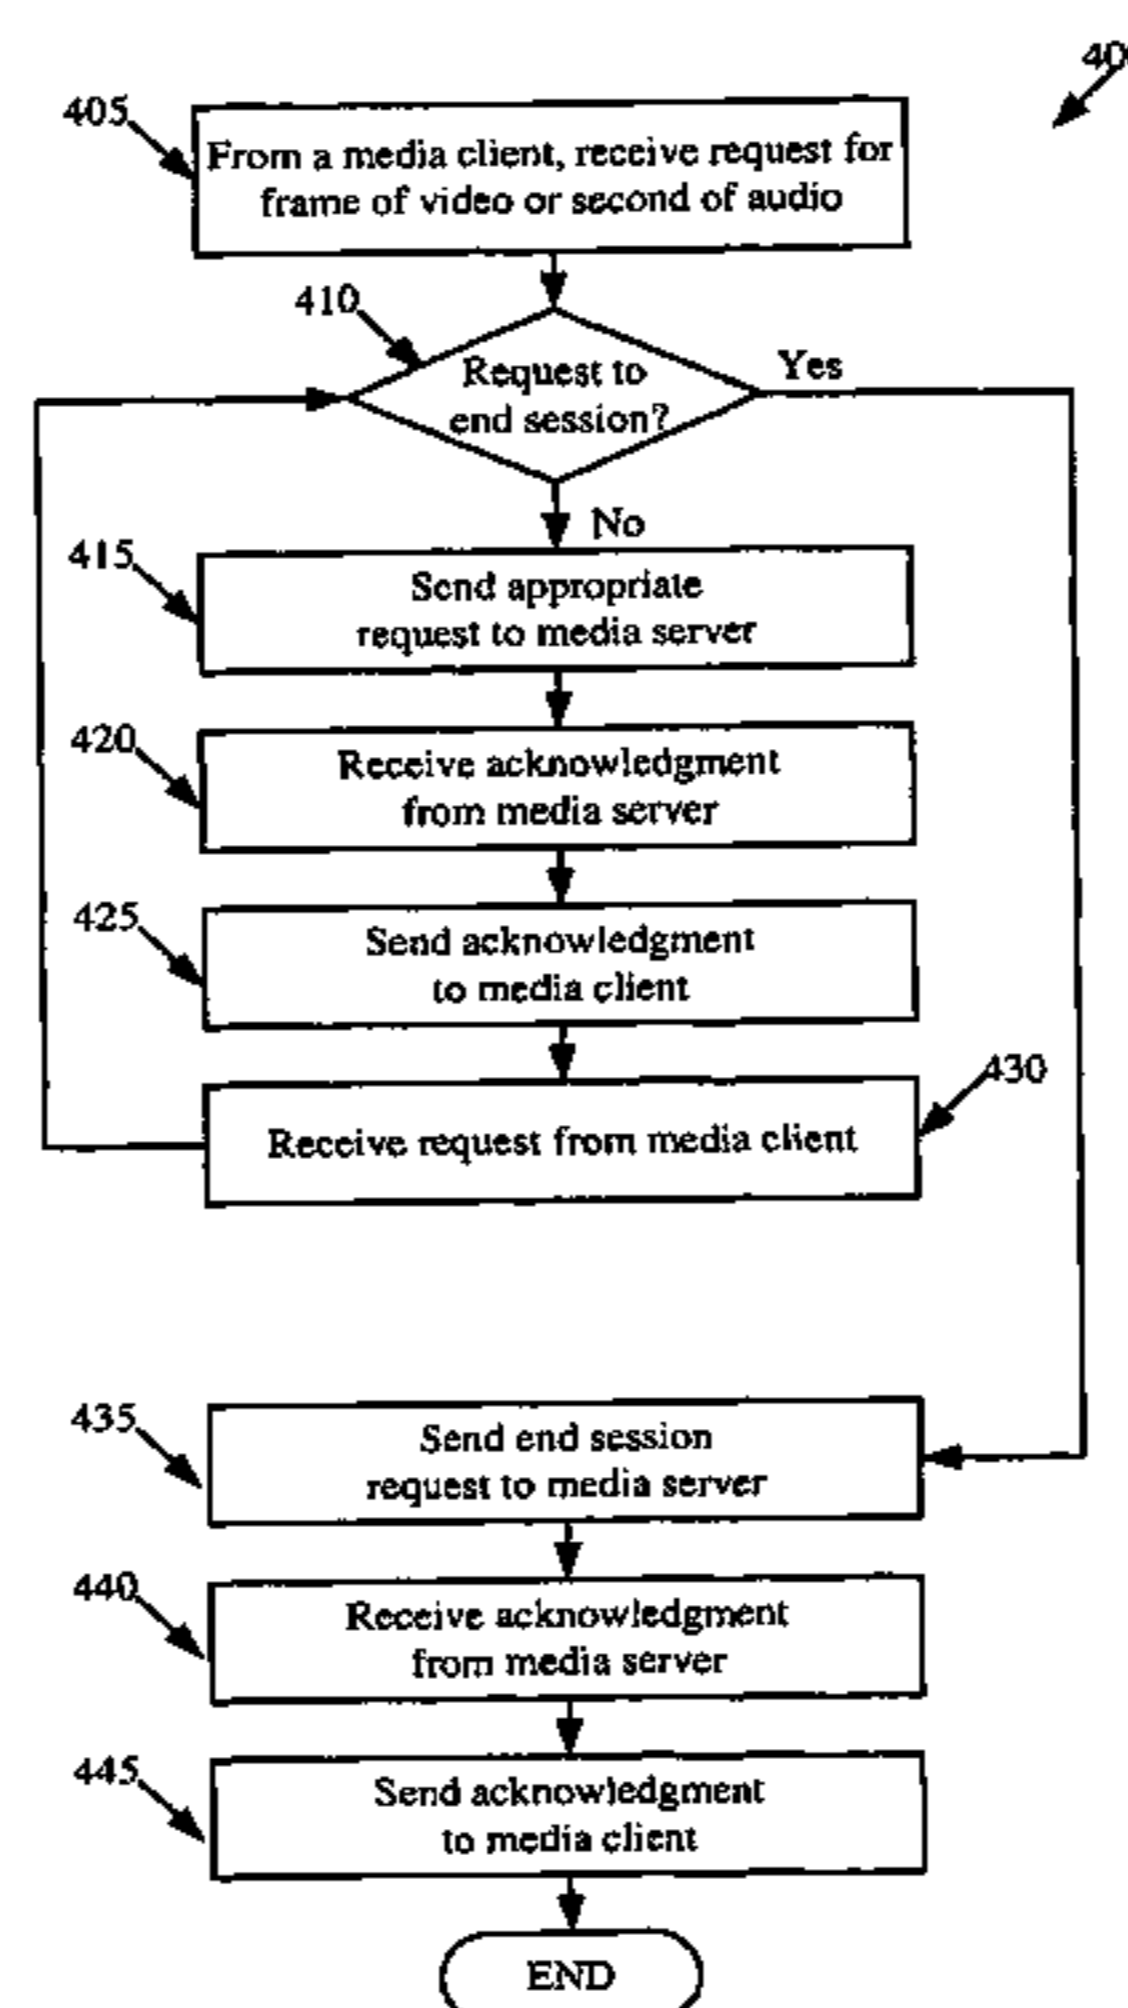 405
From a media client, receive request for
frame of video or second of audio
410
Request to
end session?
Yes
No
415
Send appropriate
request to media server
420
Receive acknowledgment
from media server
425
Send acknowledgment
to media client
430
Receive request from media client
435
Send end session
request to media server
440
Receive acknowledgment
from media server
445
Send acknowledgment
to media client
END